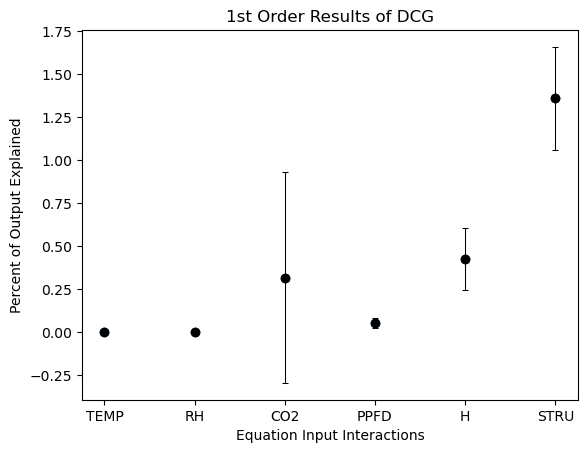 1st Order Results of DCG
Percent of Output Explained
1.75
1.50
1.25
1.00
0.75
0.50
0.25
0.00
−0.25
TEMP RH CO2 PPFD H STRU
Equation Input Interactions